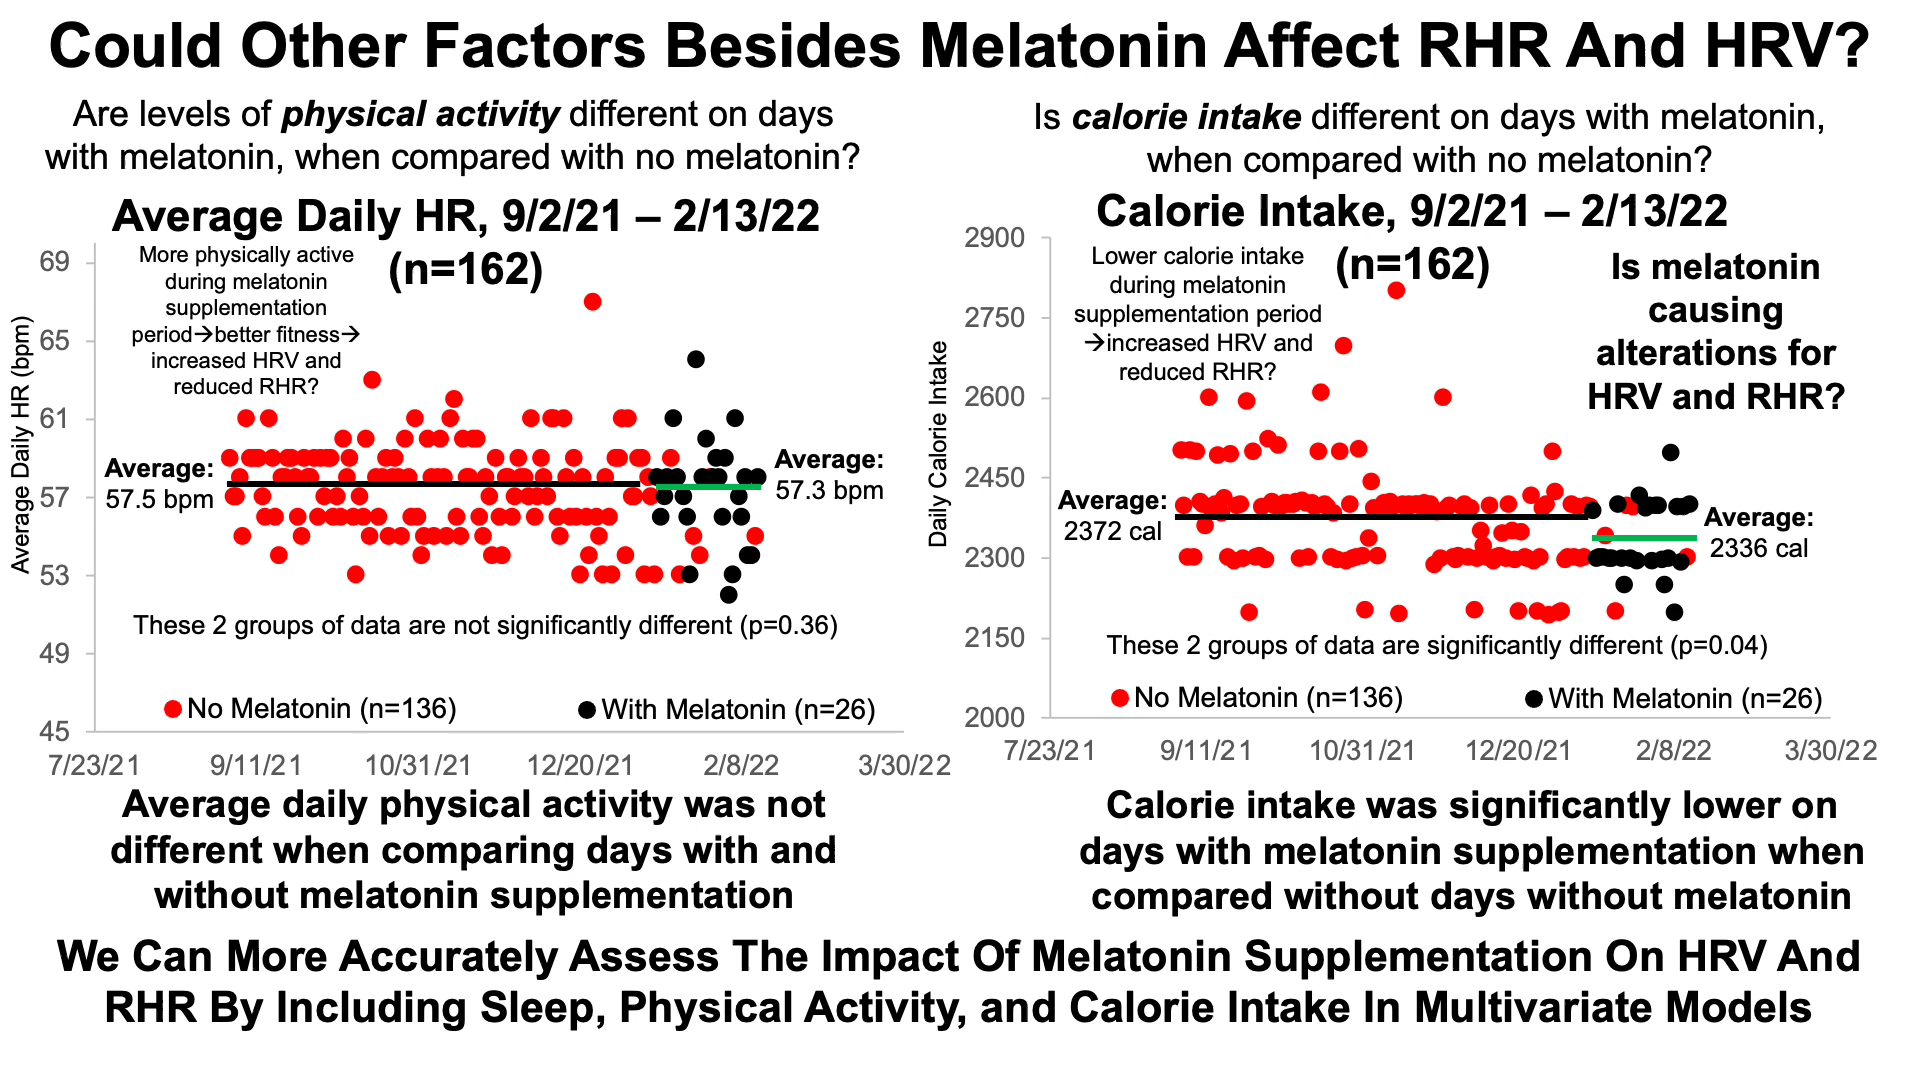 Could Other Factors Besides Melatonin Affect RHR And HRV?
Are levels of physical activity different on days
with melatonin, when compared with no melatonin?
Average Daily HR, 9/2/21 – 2/13/22
(n=162)
More physically active
during melatonin
supplementation
period→better fitness→
increased HRV and
reduced RHR?
Average Daily HR (bpm)
69
65
61
57
53
49
45
Average:
57.5 bpm
Average:
57.3 bpm
These 2 groups of data are not significantly different (p=0.36)
No Melatonin (n=136)
With Melatonin (n=26)
7/23/21
9/11/21
10/31/21
12/20/21
2/8/22
3/30/22
Average daily physical activity was not
different when comparing days with and
without melatonin supplementation
Is calorie intake different on days with melatonin,
when compared with no melatonin?
Calorie Intake, 9/2/21 – 2/13/22
(n=162)
Lower calorie intake
during melatonin
supplementation period
→increased HRV and
reduced RHR?
Is melatonin
causing
alterations for
HRV and RHR?
Daily Calorie Intake
2900
2750
2600
2450
2300
2150
2000
Average:
2372 cal
Average:
2336 cal
These 2 groups of data are significantly different (p=0.04)
No Melatonin (n=136)
With Melatonin (n=26)
7/23/21
9/11/21
10/31/21
12/20/21
2/8/22
3/30/22
Calorie intake was significantly lower on
days with melatonin supplementation when
compared without days without melatonin
We Can More Accurately Assess The Impact Of Melatonin Supplementation On HRV And
RHR By Including Sleep, Physical Activity, and Calorie Intake In Multivariate Models